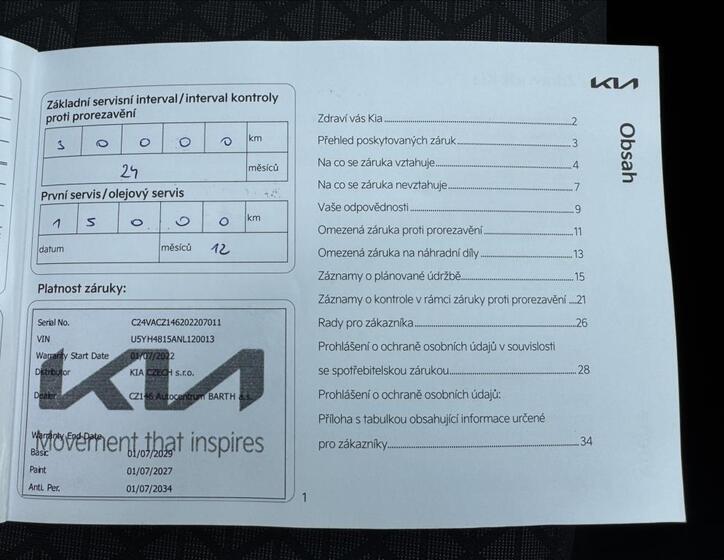 Základní servisní interval/interval kontroly
proti prorezavění
3 0 0 0 0 km
24 měsíců
První servis/olejový servis
1 5 0 0 0 km
datum měsíců 12
Platnost záruky:
Serial No. C24VACZ146202207011
VIN U5YH4815ANL120013
Warranty Start Date 01/07/2022
Distributor KIA CZECH s.r.o.
Dealer CZ146 Autocentrum BARTH a.s.
Warranty End Date
Movement that inspires
Basic 01/07/2029
Paint 01/07/2027
Anti. Per. 01/07/2034
1
KIA
Obsah
Zdraví vás Kia 2
Přehled poskytovaných záruk 3
Na co se záruka vztahuje 4
Na co se záruka nevztahuje 7
Vaše odpovědnosti 9
Omezená záruka proti prorezavění 11
Omezená záruka na náhradní díly 13
Záznamy o plánované údržbě 15
Záznamy o kontrole v rámci záruky proti prorezavění 21
Rady pro zákazníka 26
Prohlášení o ochraně osobních údajů v souvislosti
se spotřebitelskou zárukou 28
Prohlášení o ochraně osobních údajů:
Příloha s tabulkou obsahující informace určené
pro zákazníky 34